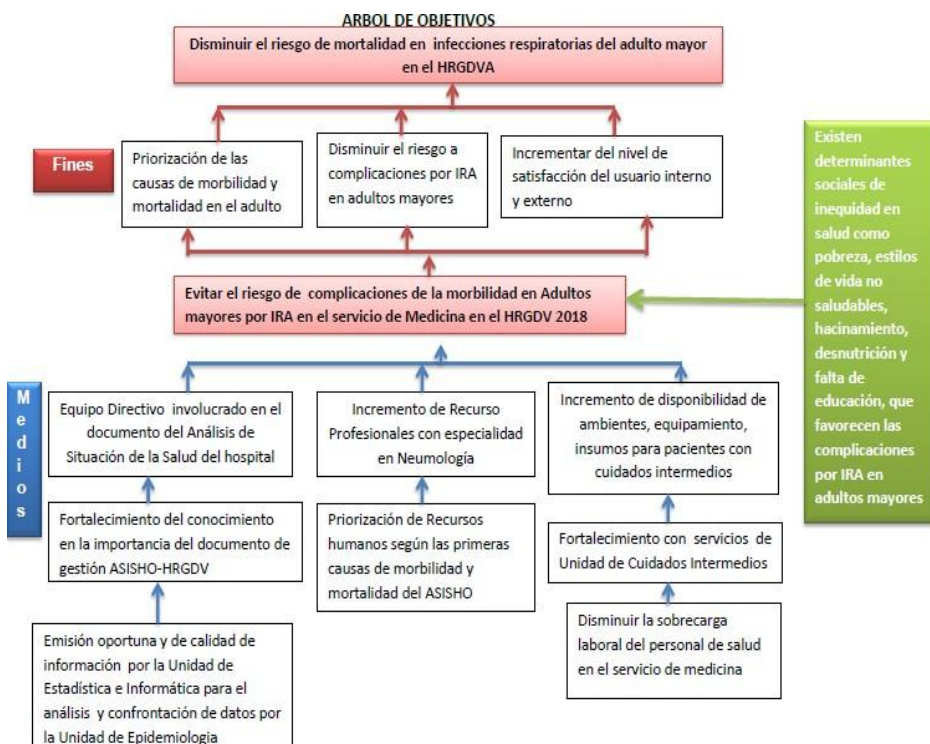 ARBOL DE OBJETIVOS
Disminuir el riesgo de mortalidad en infecciones respiratorias del adulto mayor
en el HRGDVA
Fines
Priorización de las
causas de morbilidad y
mortalidad en el adulto
Disminuir el riesgo a
complicaciones por IRA
en adultos mayores
Incrementar del nivel de
satisfacción del usuario interno
y externo
Existen
determinantes
sociales de
inequidad en
salud como
pobreza, estilos
de vida no
saludables,
hacinamiento,
desnutrición y
falta de
educación, que
favorecen las
complicaciones
por IRA en
adultos mayores
Evitar el riesgo de complicaciones de la morbilidad en Adultos
mayores por IRA en el servicio de Medicina en el HRGDV 2018
M
e
d
i
o
s
Equipo Directivo involucrado en el
documento del Análisis de
Situación de la Salud del hospital
Incremento de Recurso
Profesionales con especialidad
en Neumología
Incremento de disponibilidad de
ambientes, equipamiento,
insumos para pacientes con
cuidados intermedios
Fortalecimiento del conocimiento
en la importancia del documento de
gestión ASISHO-HRGDV
Priorización de Recursos
humanos según las primeras
causas de morbilidad y
mortalidad del ASISHO
Fortalecimiento con servicios de
Unidad de Cuidados Intermedios
Emisión oportuna y de calidad de
información por la Unidad de
Estadística e Informática para el
análisis y confrontación de datos por
la Unidad de Epidemiologia
Disminuir la sobrecarga
laboral del personal de salud
en el servicio de medicina